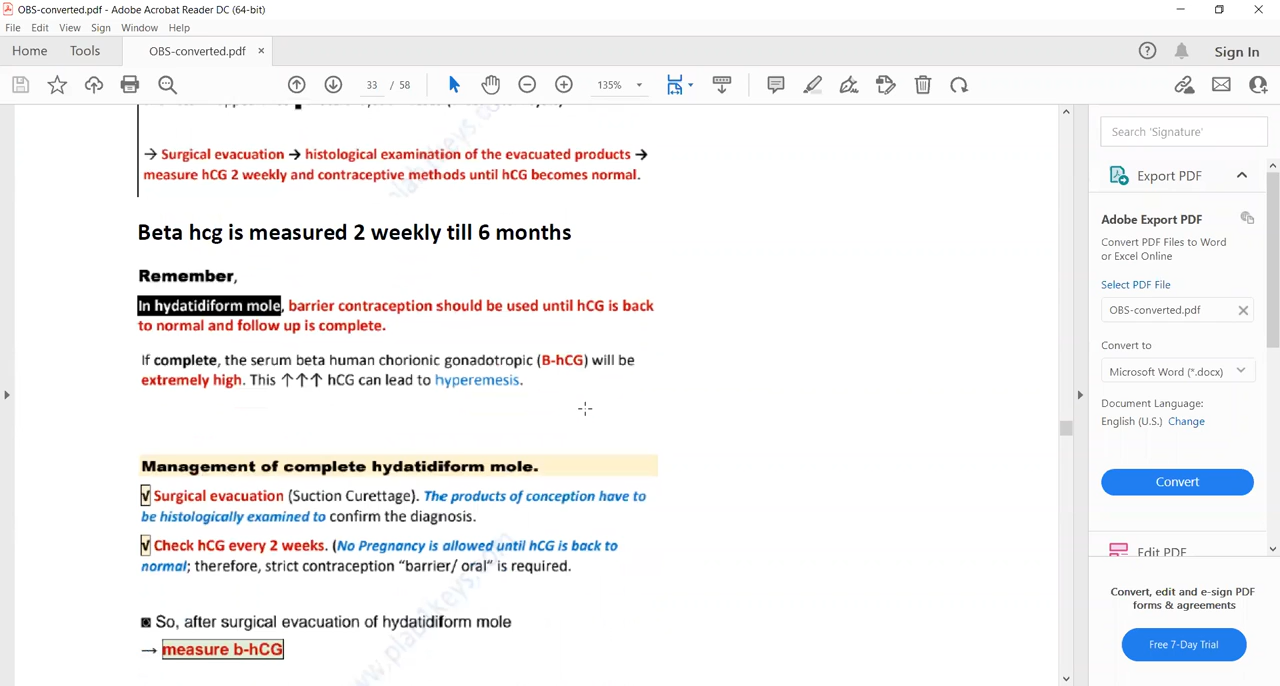 OBS-converted.pdf - Adobe Acrobat Reader DC (64-bit)
File Edit View Sign Window Help
Home Tools OBS-converted.pdf × Sign In
33 / 58 135%
→ Surgical evacuation → histological examination of the evacuated products →
measure hCG 2 weekly and contraceptive methods until hCG becomes normal.
Beta hcg is measured 2 weekly till 6 months
Remember,
In hydatidiform mole, barrier contraception should be used until hCG is back
to normal and follow up is complete.
If complete, the serum beta human chorionic gonadotropic (B-hCG) will be
extremely high. This ↑↑↑ hCG can lead to hyperemesis.
Management of complete hydatidiform mole.
√ Surgical evacuation (Suction Curettage). The products of conception have to
be histologically examined to confirm the diagnosis.
√ Check hCG every 2 weeks. (No Pregnancy is allowed until hCG is back to
normal; therefore, strict contraception “barrier/ oral“ is required.
◙ So, after surgical evacuation of hydatidiform mole
→ measure b-hCG
Search 'Signature'
Export PDF
Adobe Export PDF
Convert PDF Files to Word
or Excel Online
Select PDF File
OBS-converted.pdf
Convert to
Microsoft Word (*.docx)
Document Language:
English (U.S.) Change
Convert
Edit PDF
Convert, edit and e-sign PDF
forms & agreements
Free 7-Day Trial